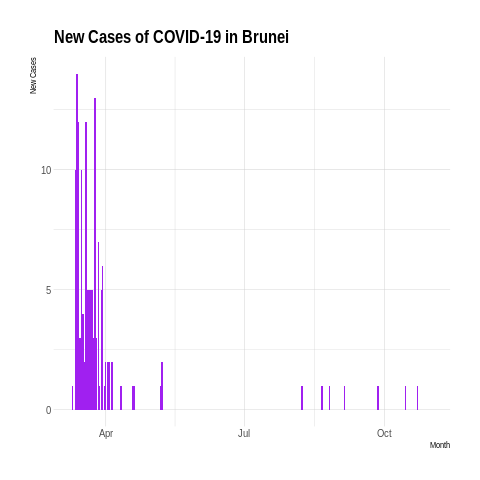 New Cases of COVID-19 in Brunei
New Cases
10
5
0
Apr
Jul
Oct
Month